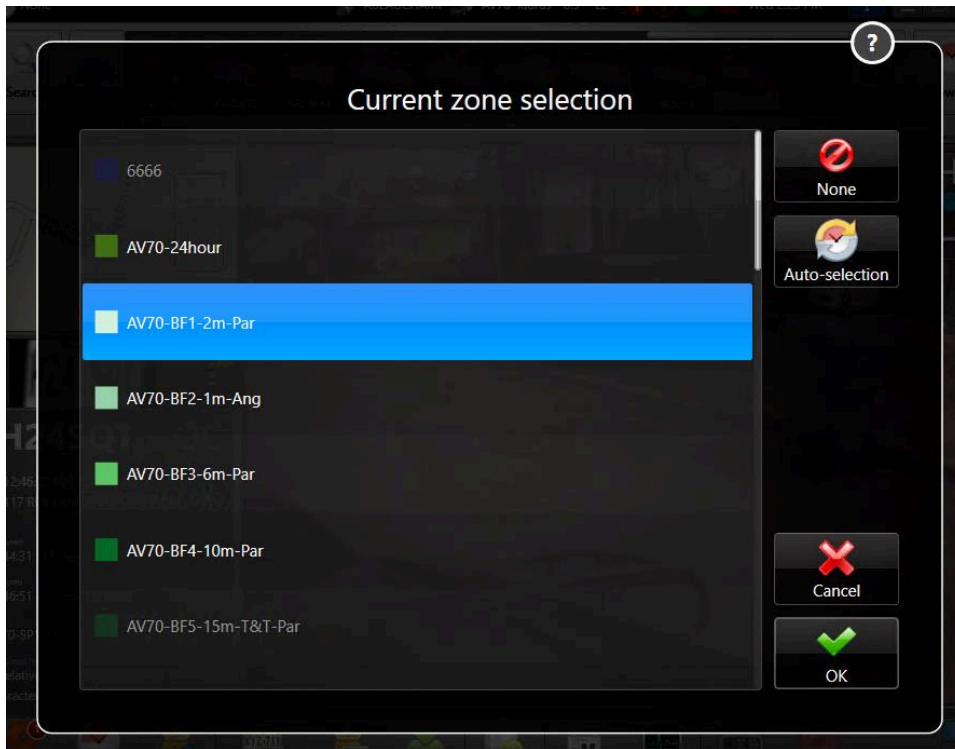 ?
Current zone selection
6666
None
AV70-24hour
Auto-selection
AV70-BF1-2m-Par
AV70-BF2-1m-Ang
AV70-BF3-6m-Par
AV70-BF4-10m-Par
Cancel
AV70-BF5-15m-T&T-Par
OK